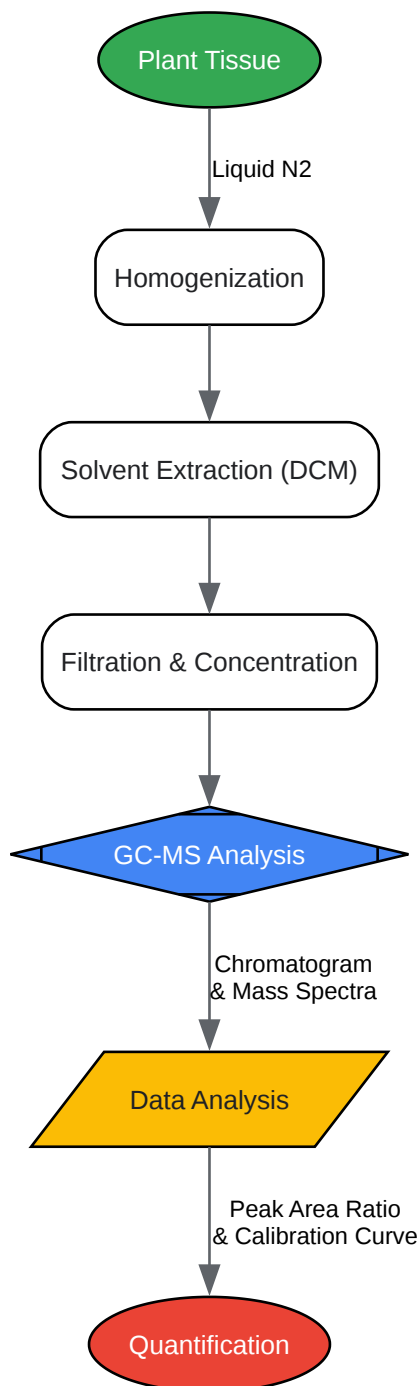 Plant Tissue
Liquid N2
Homogenization
Solvent Extraction (DCM)
Filtration & Concentration
GC-MS Analysis
Chromatogram
& Mass Spectra
Data Analysis
Peak Area Ratio
& Calibration Curve
Quantification